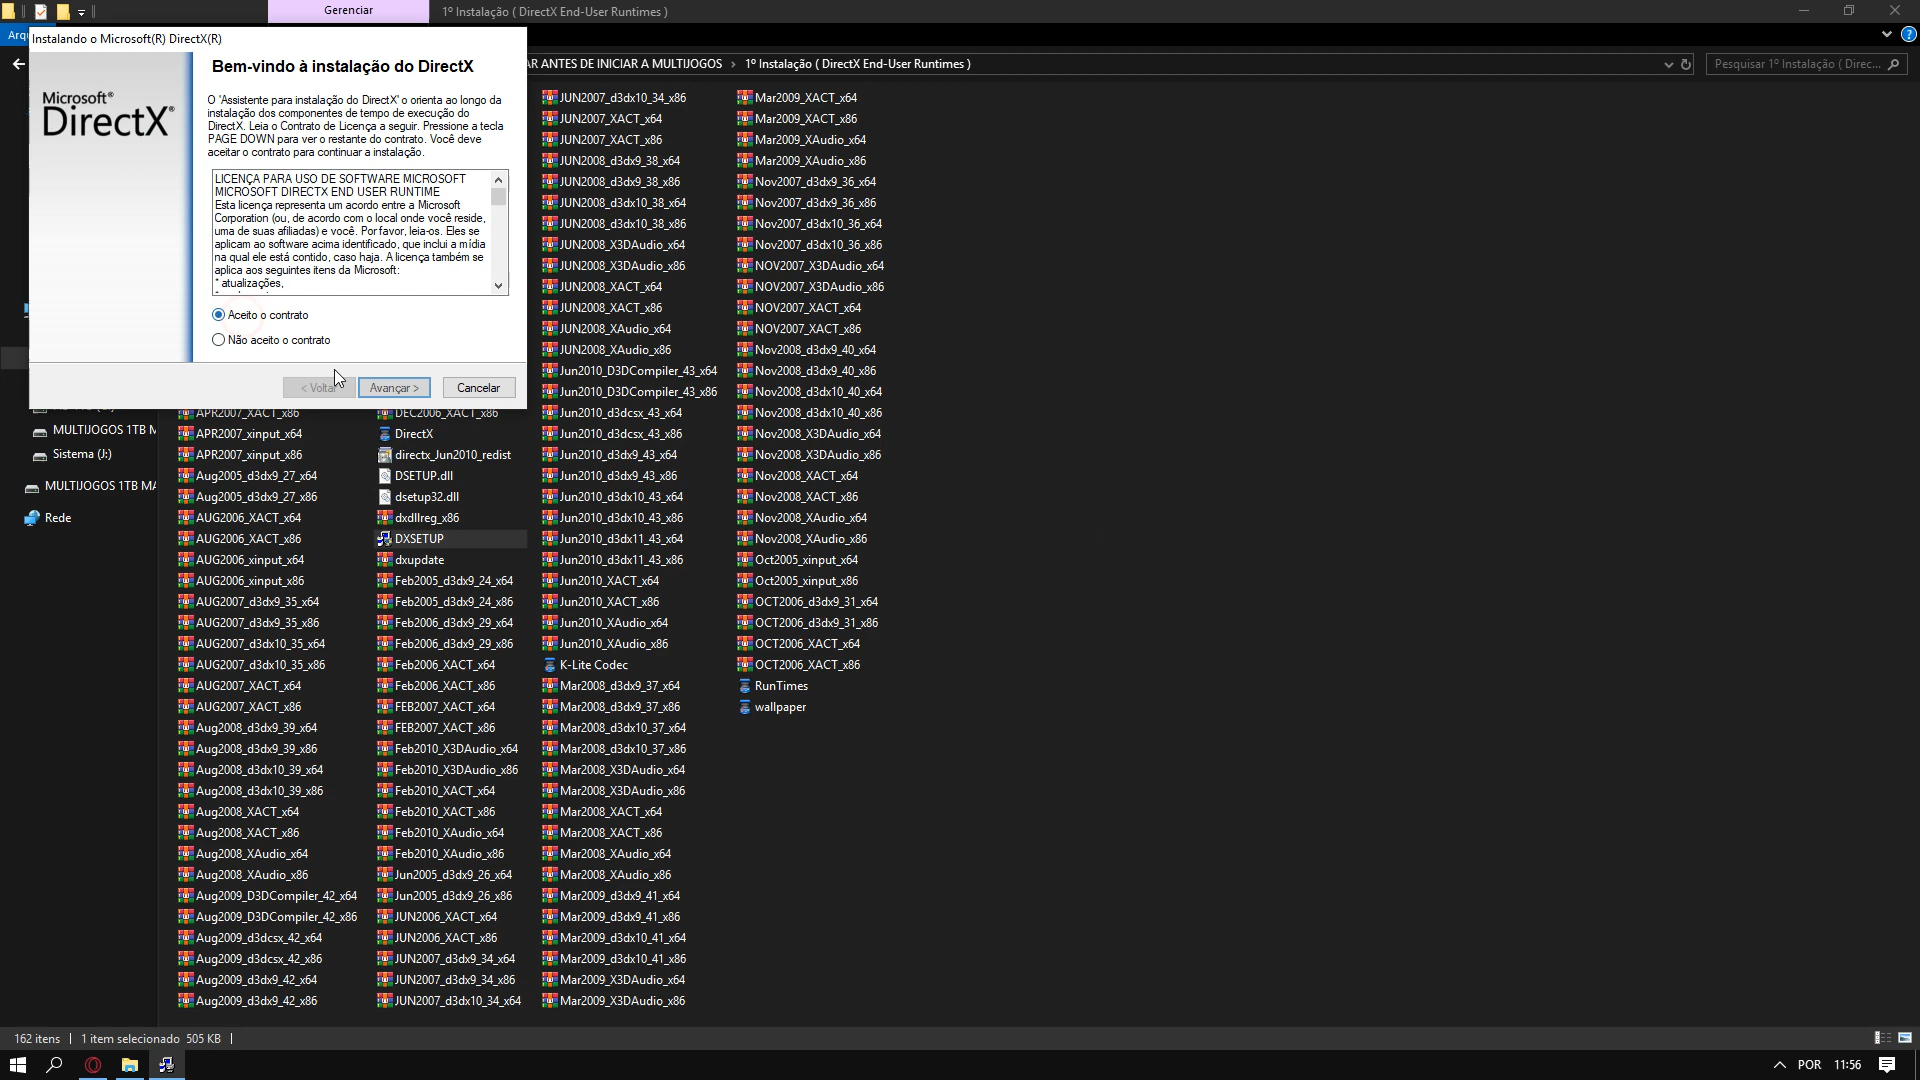 Gerenciar
1º Instalação ( DirectX End-User Runtimes )
Instalando o Microsoft(R) DirectX(R)
AR ANTES DE INICIAR A MULTIJOGOS > 1º Instalação ( DirectX End-User Runtimes )
Pesquisar 1º Instalação ( Direc...
Microsoft®
DirectX®
Bem-vindo à instalação do DirectX
O 'Assistente para instalação do DirectX' o orienta ao longo da
instalação dos componentes de tempo de execução do
DirectX. Leia o Contrato de Licença a seguir. Pressione a tecla
PAGE DOWN para ver o restante do contrato. Você deve
aceitar o contrato para continuar a instalação.
LICENÇA PARA USO DE SOFTWARE MICROSOFT
MICROSOFT DIRECTX END USER RUNTIME
Esta licença representa um acordo entre a Microsoft
Corporation (ou, de acordo com o local onde você reside,
uma de suas afiliadas) e você. Por favor, leia-os. Eles se
aplicam ao software acima identificado, que inclui a mídia
na qual ele está contido, caso haja. A licença também se
aplica aos seguintes itens da Microsoft:
* atualizações,
Aceito o contrato
Não aceito o contrato
< Voltar
Avançar >
Cancelar
MULTIJOGOS 1TB M
Sistema (J:)
MULTIJOGOS 1TB MA
Rede
APR2007_XACT_x86
APR2007_xinput_x64
APR2007_xinput_x86
Aug2005_d3dx9_27_x64
Aug2005_d3dx9_27_x86
AUG2006_XACT_x64
AUG2006_XACT_x86
AUG2006_xinput_x64
AUG2006_xinput_x86
AUG2007_d3dx9_35_x64
AUG2007_d3dx9_35_x86
AUG2007_d3dx10_35_x64
AUG2007_d3dx10_35_x86
AUG2007_XACT_x64
AUG2007_XACT_x86
Aug2008_d3dx9_39_x64
Aug2008_d3dx9_39_x86
Aug2008_d3dx10_39_x64
Aug2008_d3dx10_39_x86
Aug2008_XACT_x64
Aug2008_XACT_x86
Aug2008_XAudio_x64
Aug2008_XAudio_x86
Aug2009_D3DCompiler_42_x64
Aug2009_D3DCompiler_42_x86
Aug2009_d3dcsx_42_x64
Aug2009_d3dcsx_42_x86
Aug2009_d3dx9_42_x64
Aug2009_d3dx9_42_x86
DEC2006_XACT_x86
DirectX
directx_Jun2010_redist
DSETUP.dll
dsetup32.dll
dxdllreg_x86
DXSETUP
dxupdate
Feb2005_d3dx9_24_x64
Feb2005_d3dx9_24_x86
Feb2006_d3dx9_29_x64
Feb2006_d3dx9_29_x86
Feb2006_XACT_x64
Feb2006_XACT_x86
FEB2007_XACT_x64
FEB2007_XACT_x86
Feb2010_X3DAudio_x64
Feb2010_X3DAudio_x86
Feb2010_XACT_x64
Feb2010_XACT_x86
Feb2010_XAudio_x64
Feb2010_XAudio_x86
Jun2005_d3dx9_26_x64
Jun2005_d3dx9_26_x86
JUN2006_XACT_x64
JUN2006_XACT_x86
JUN2007_d3dx9_34_x64
JUN2007_d3dx9_34_x86
JUN2007_d3dx10_34_x64
JUN2007_d3dx10_34_x86
JUN2007_XACT_x64
JUN2007_XACT_x86
JUN2008_d3dx9_38_x64
JUN2008_d3dx9_38_x86
JUN2008_d3dx10_38_x64
JUN2008_d3dx10_38_x86
JUN2008_X3DAudio_x64
JUN2008_X3DAudio_x86
JUN2008_XACT_x64
JUN2008_XACT_x86
JUN2008_XAudio_x64
JUN2008_XAudio_x86
Jun2010_D3DCompiler_43_x64
Jun2010_D3DCompiler_43_x86
Jun2010_d3dcsx_43_x64
Jun2010_d3dcsx_43_x86
Jun2010_d3dx9_43_x64
Jun2010_d3dx9_43_x86
Jun2010_d3dx10_43_x64
Jun2010_d3dx10_43_x86
Jun2010_d3dx11_43_x64
Jun2010_d3dx11_43_x86
Jun2010_XACT_x64
Jun2010_XACT_x86
Jun2010_XAudio_x64
Jun2010_XAudio_x86
K-Lite Codec
Mar2008_d3dx9_37_x64
Mar2008_d3dx9_37_x86
Mar2008_d3dx10_37_x64
Mar2008_d3dx10_37_x86
Mar2008_X3DAudio_x64
Mar2008_X3DAudio_x86
Mar2008_XACT_x64
Mar2008_XACT_x86
Mar2008_XAudio_x64
Mar2008_XAudio_x86
Mar2009_d3dx9_41_x64
Mar2009_d3dx9_41_x86
Mar2009_d3dx10_41_x64
Mar2009_d3dx10_41_x86
Mar2009_X3DAudio_x64
Mar2009_X3DAudio_x86
Mar2009_XACT_x64
Mar2009_XACT_x86
Mar2009_XAudio_x64
Mar2009_XAudio_x86
Nov2007_d3dx9_36_x64
Nov2007_d3dx9_36_x86
Nov2007_d3dx10_36_x64
Nov2007_d3dx10_36_x86
NOV2007_X3DAudio_x64
NOV2007_X3DAudio_x86
NOV2007_XACT_x64
NOV2007_XACT_x86
Nov2008_d3dx9_40_x64
Nov2008_d3dx9_40_x86
Nov2008_d3dx10_40_x64
Nov2008_d3dx10_40_x86
Nov2008_X3DAudio_x64
Nov2008_X3DAudio_x86
Nov2008_XACT_x64
Nov2008_XACT_x86
Nov2008_XAudio_x64
Nov2008_XAudio_x86
Oct2005_xinput_x64
Oct2005_xinput_x86
OCT2006_d3dx9_31_x64
OCT2006_d3dx9_31_x86
OCT2006_XACT_x64
OCT2006_XACT_x86
RunTimes
wallpaper
162 itens
1 item selecionado 505 KB
POR
11:56